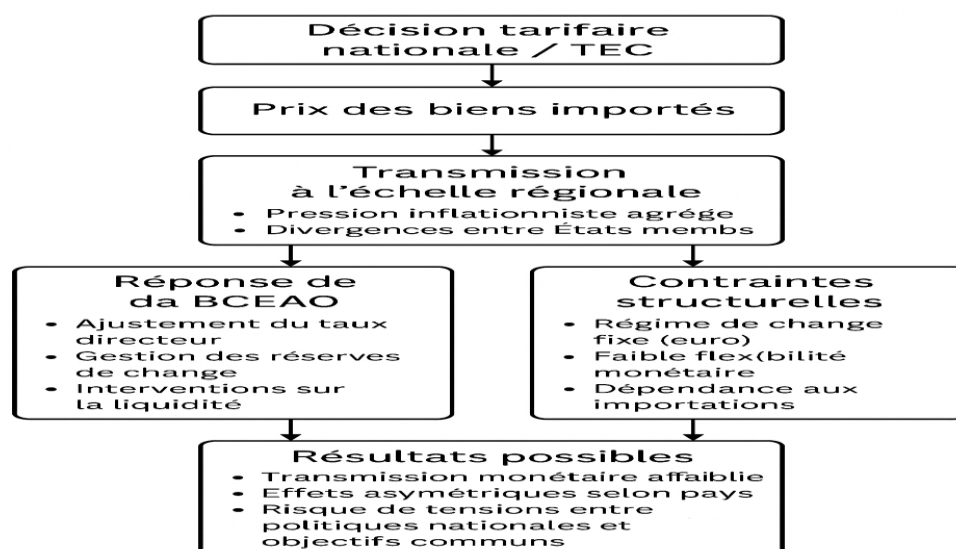 Décision tarifaire
nationale / TEC
Prix des biens importés
Transmission
à l'échelle régionale
• Pression inflationniste agrége
• Divergences entre États membs
Réponse de
da BCEAO
• Ajustement du taux
directeur
• Gestion des réserves
de change
• Interventions sur
la liquidité
Contraintes
structurelles
• Régime de change
fixe (euro)
• Faible flex(bilité
monétaire
• Dépendance aux
importations
Résultats possibles
• Transmission monétaire affaiblie
• Effets asymétriques selon pays
• Risque de tensions entre
politiques nationales et
objectifs communs